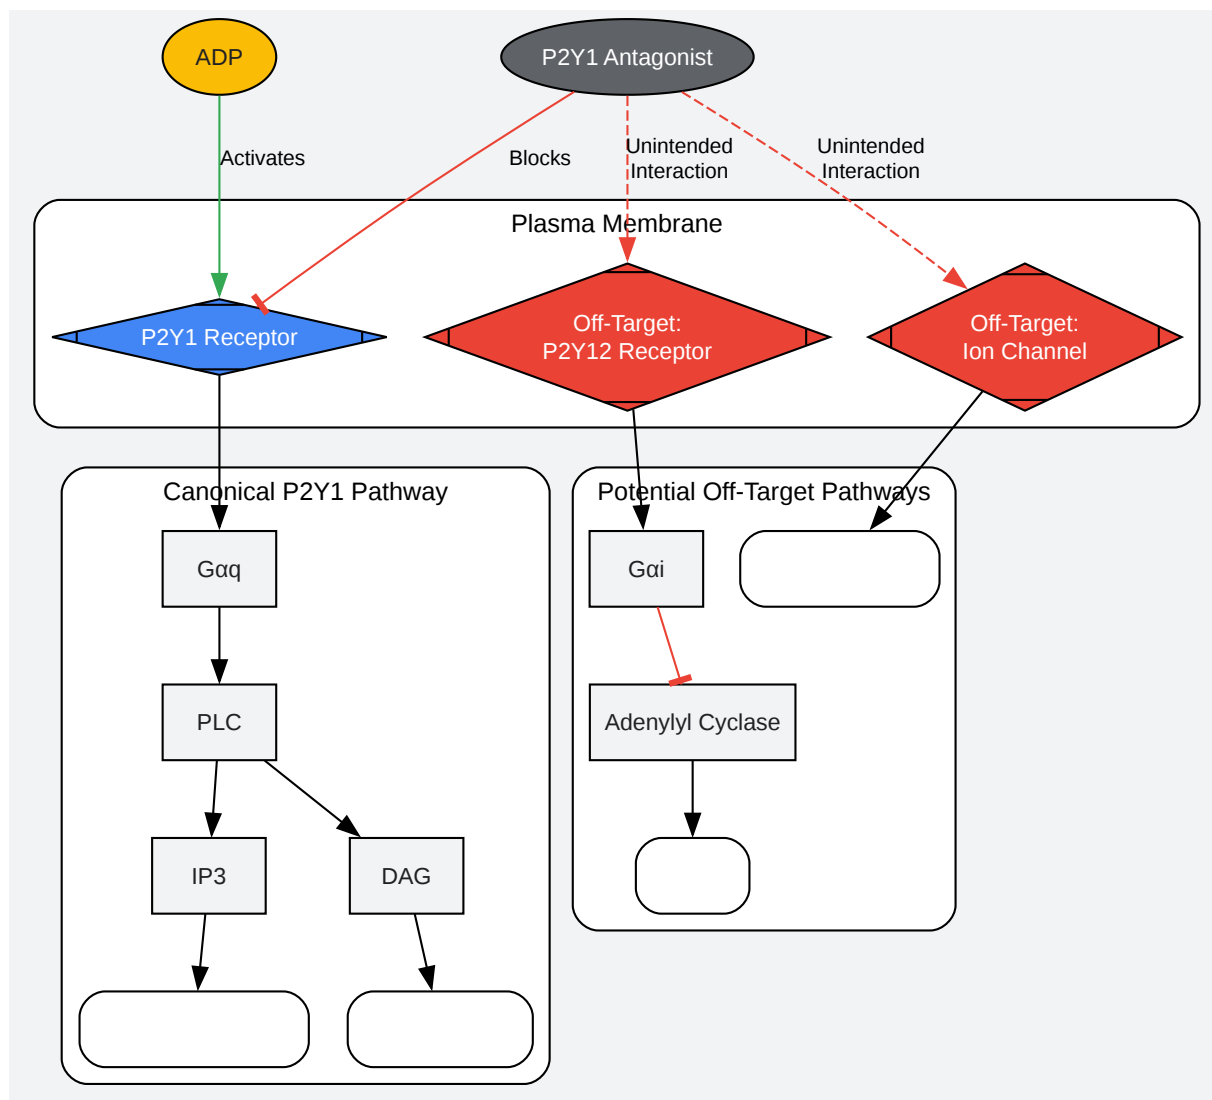 ADP
P2Y1 Antagonist
Activates
Blocks
Unintended
Interaction
Unintended
Interaction
Plasma Membrane
P2Y1 Receptor
Off-Target:
P2Y12 Receptor
Off-Target:
Ion Channel
Canonical P2Y1 Pathway
Potential Off-Target Pathways
Gαq
Gαi
PLC
Adenylyl Cyclase
IP3
DAG